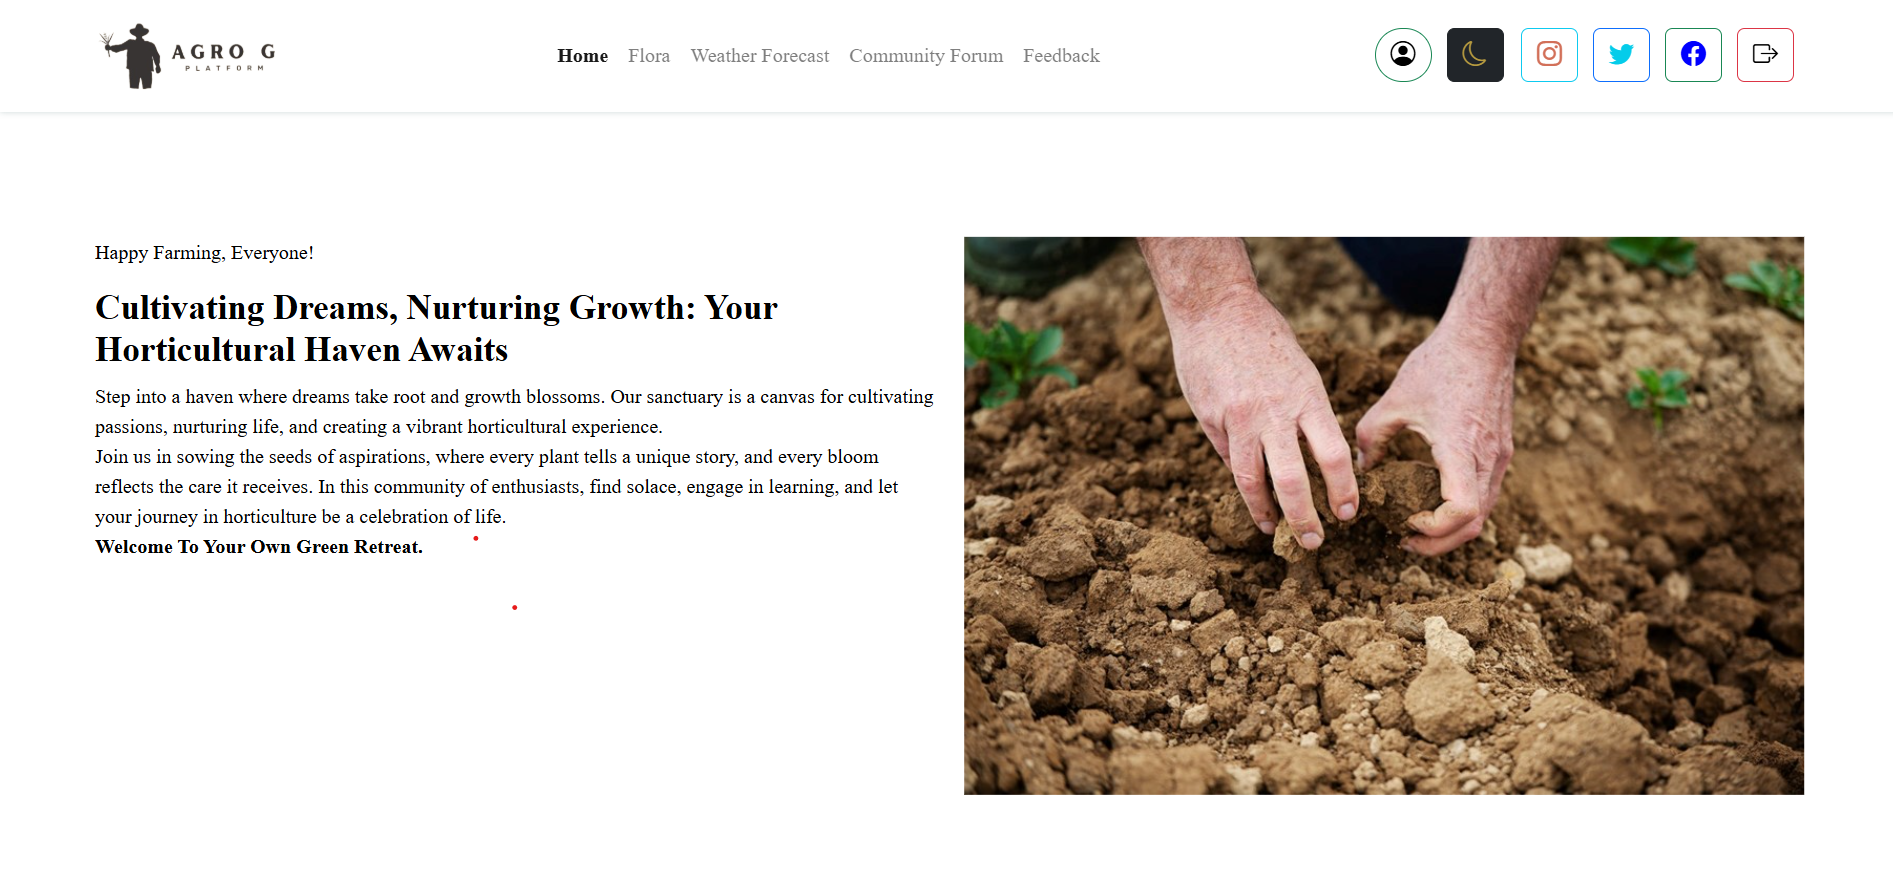 AGRO G
PLATFORM
Home Flora Weather Forecast Community Forum Feedback
Happy Farming, Everyone!
Cultivating Dreams, Nurturing Growth: Your
Horticultural Haven Awaits
Step into a haven where dreams take root and growth blossoms. Our sanctuary is a canvas for cultivating
passions, nurturing life, and creating a vibrant horticultural experience.
Join us in sowing the seeds of aspirations, where every plant tells a unique story, and every bloom
reflects the care it receives. In this community of enthusiasts, find solace, engage in learning, and let
your journey in horticulture be a celebration of life.
Welcome To Your Own Green Retreat.